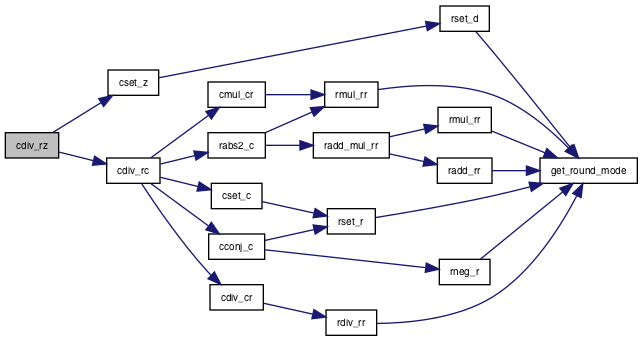 rset_d
cset_z
cmul_cr
rmul_rr
rmul_rr
cdiv_rz
rabs2_c
radd_mul_rr
cdiv_rc
radd_rr
get_round_mode
cset_c
rset_r
cconj_c
rneg_r
cdiv_cr
rdiv_rr